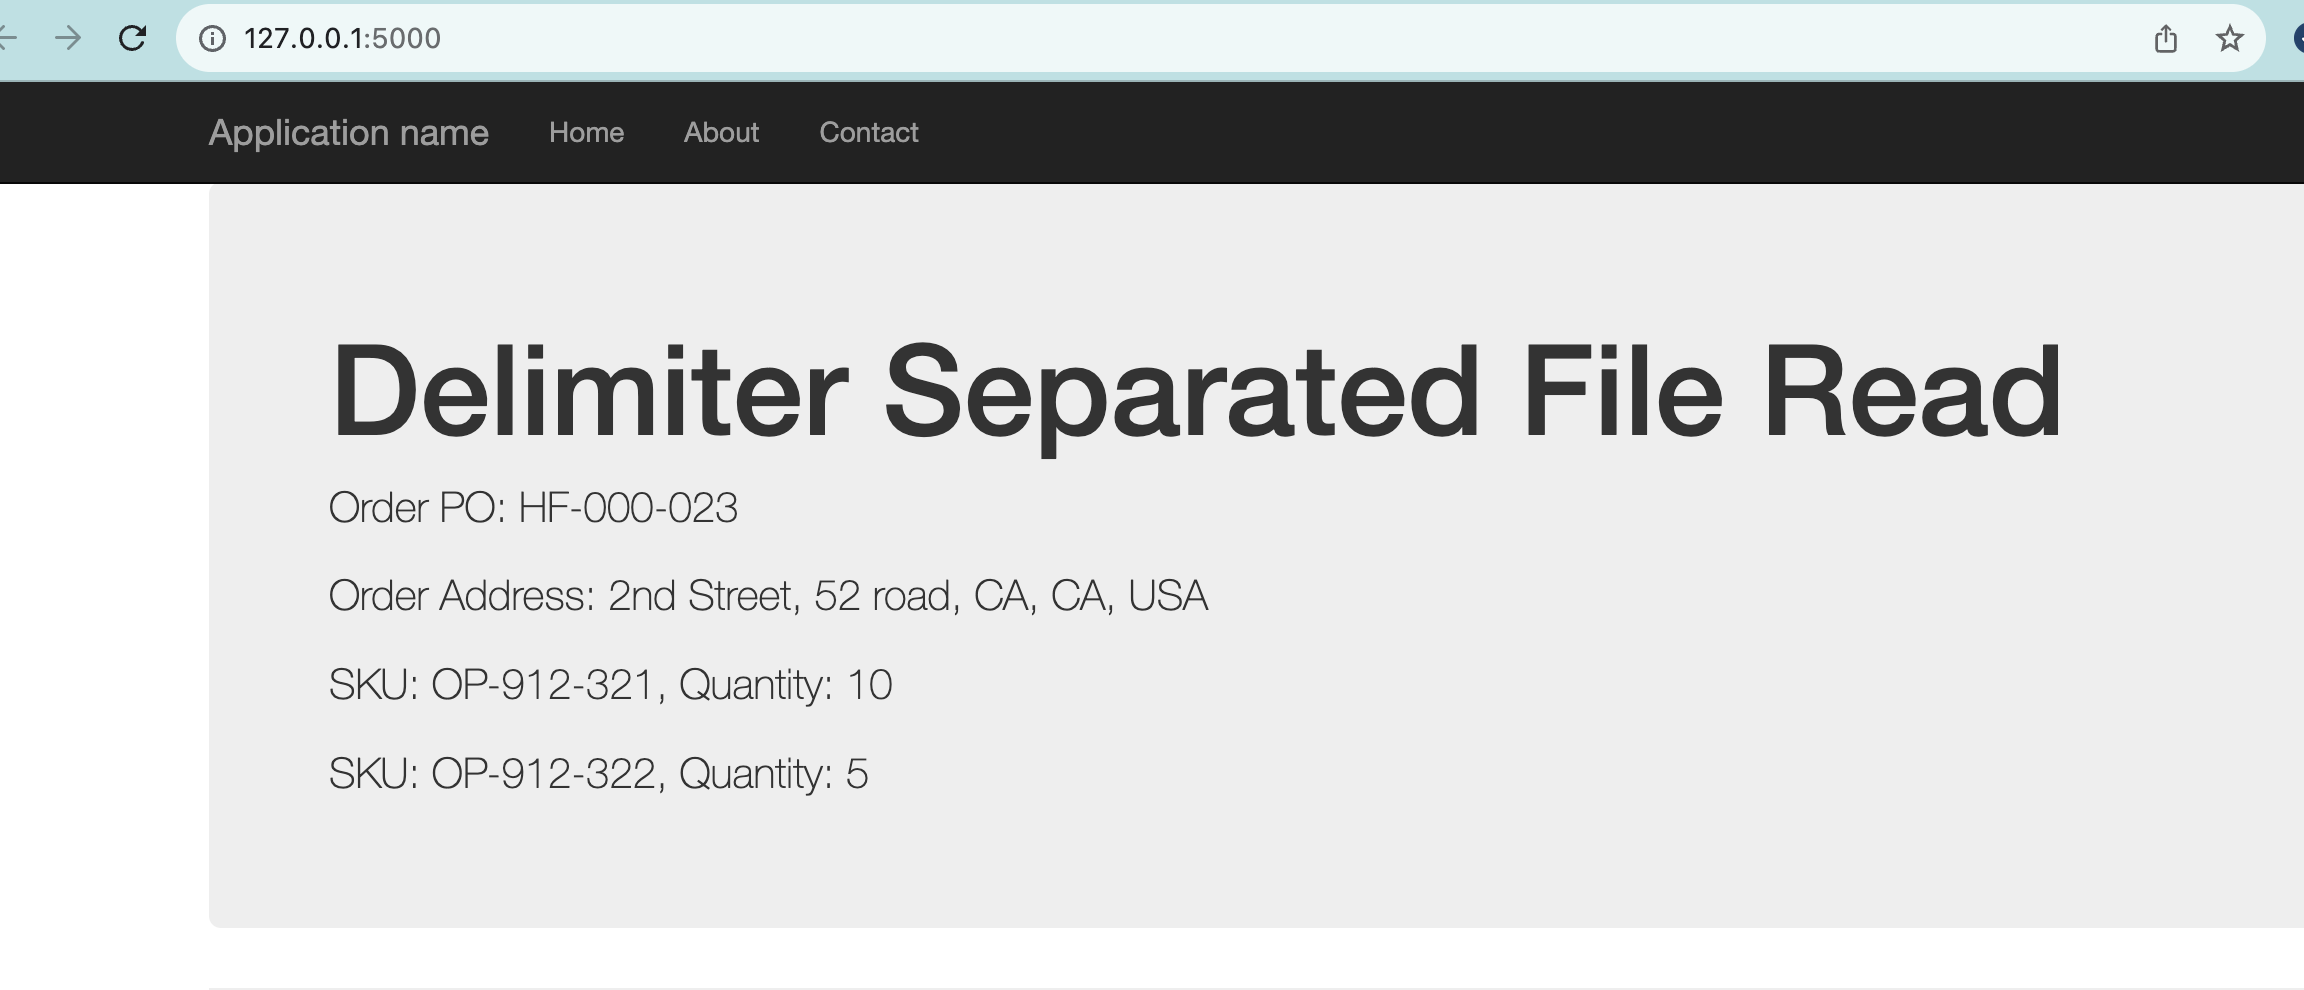 127.0.0.1:5000
Application name Home About Contact
Delimiter Separated File Read
Order PO: HF-000-023
Order Address: 2nd Street, 52 road, CA, CA, USA
SKU: OP-912-321, Quantity: 10
SKU: OP-912-322, Quantity: 5